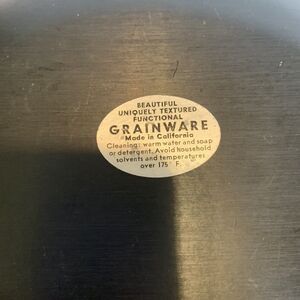 BEAUTIFUL
UNIQUELY TEXTURED
FUNCTIONAL
GRAINWARE
Made in California
Cleaning: warm water and soap
or detergent. Avoid household
solvents and temperatures
over 175° F.